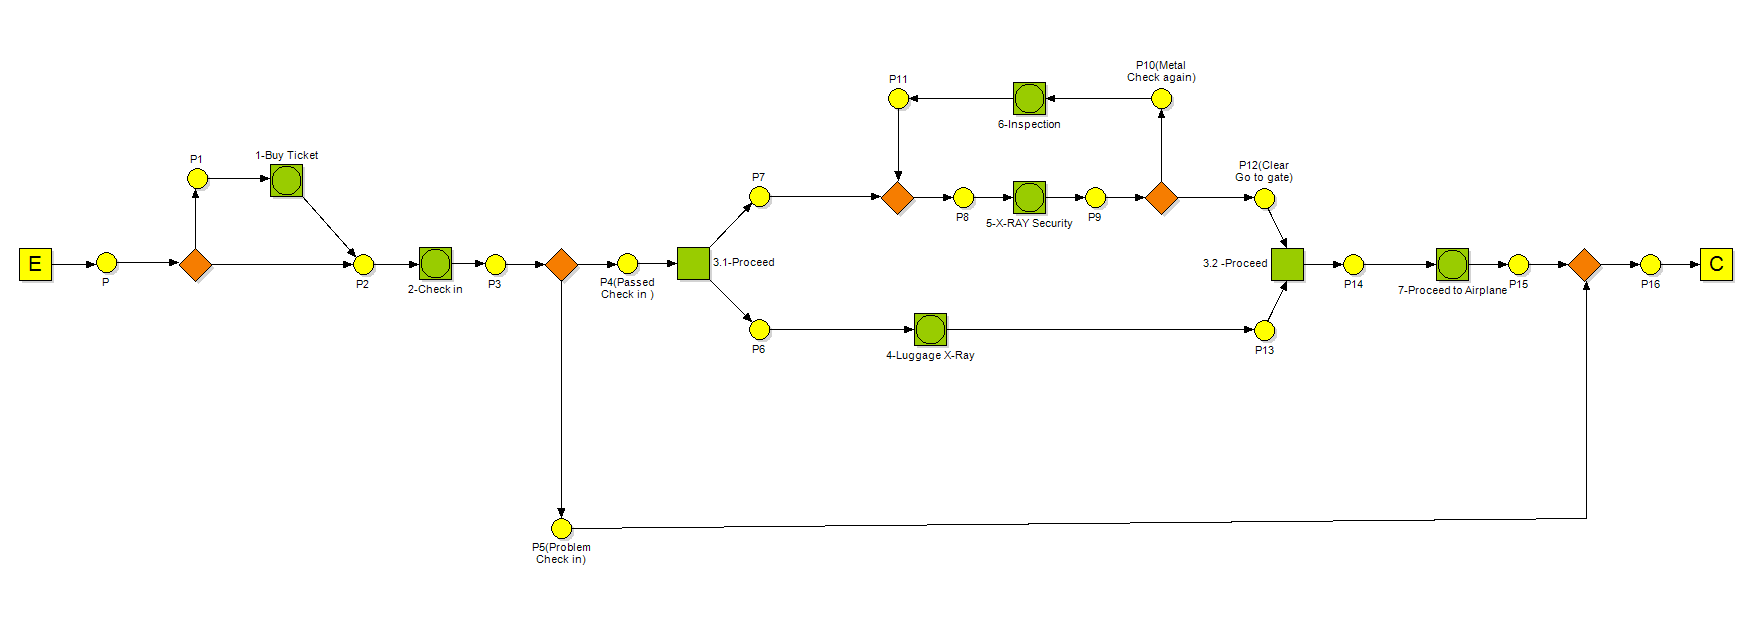 P10(Metal
Check again)
P11
6-Inspection
P1
1-Buy Ticket
P7
P12(Clear
Go to gate)
P8
5-X-RAY Security
P9
E
P
P2
2-Check in
P3
P4(Passed
Check in )
3.1-Proceed
3.2 -Proceed
P14
7-Proceed to Airplane
P15
P16
C
P6
4-Luggage X-Ray
P13
P5(Problem
Check in)